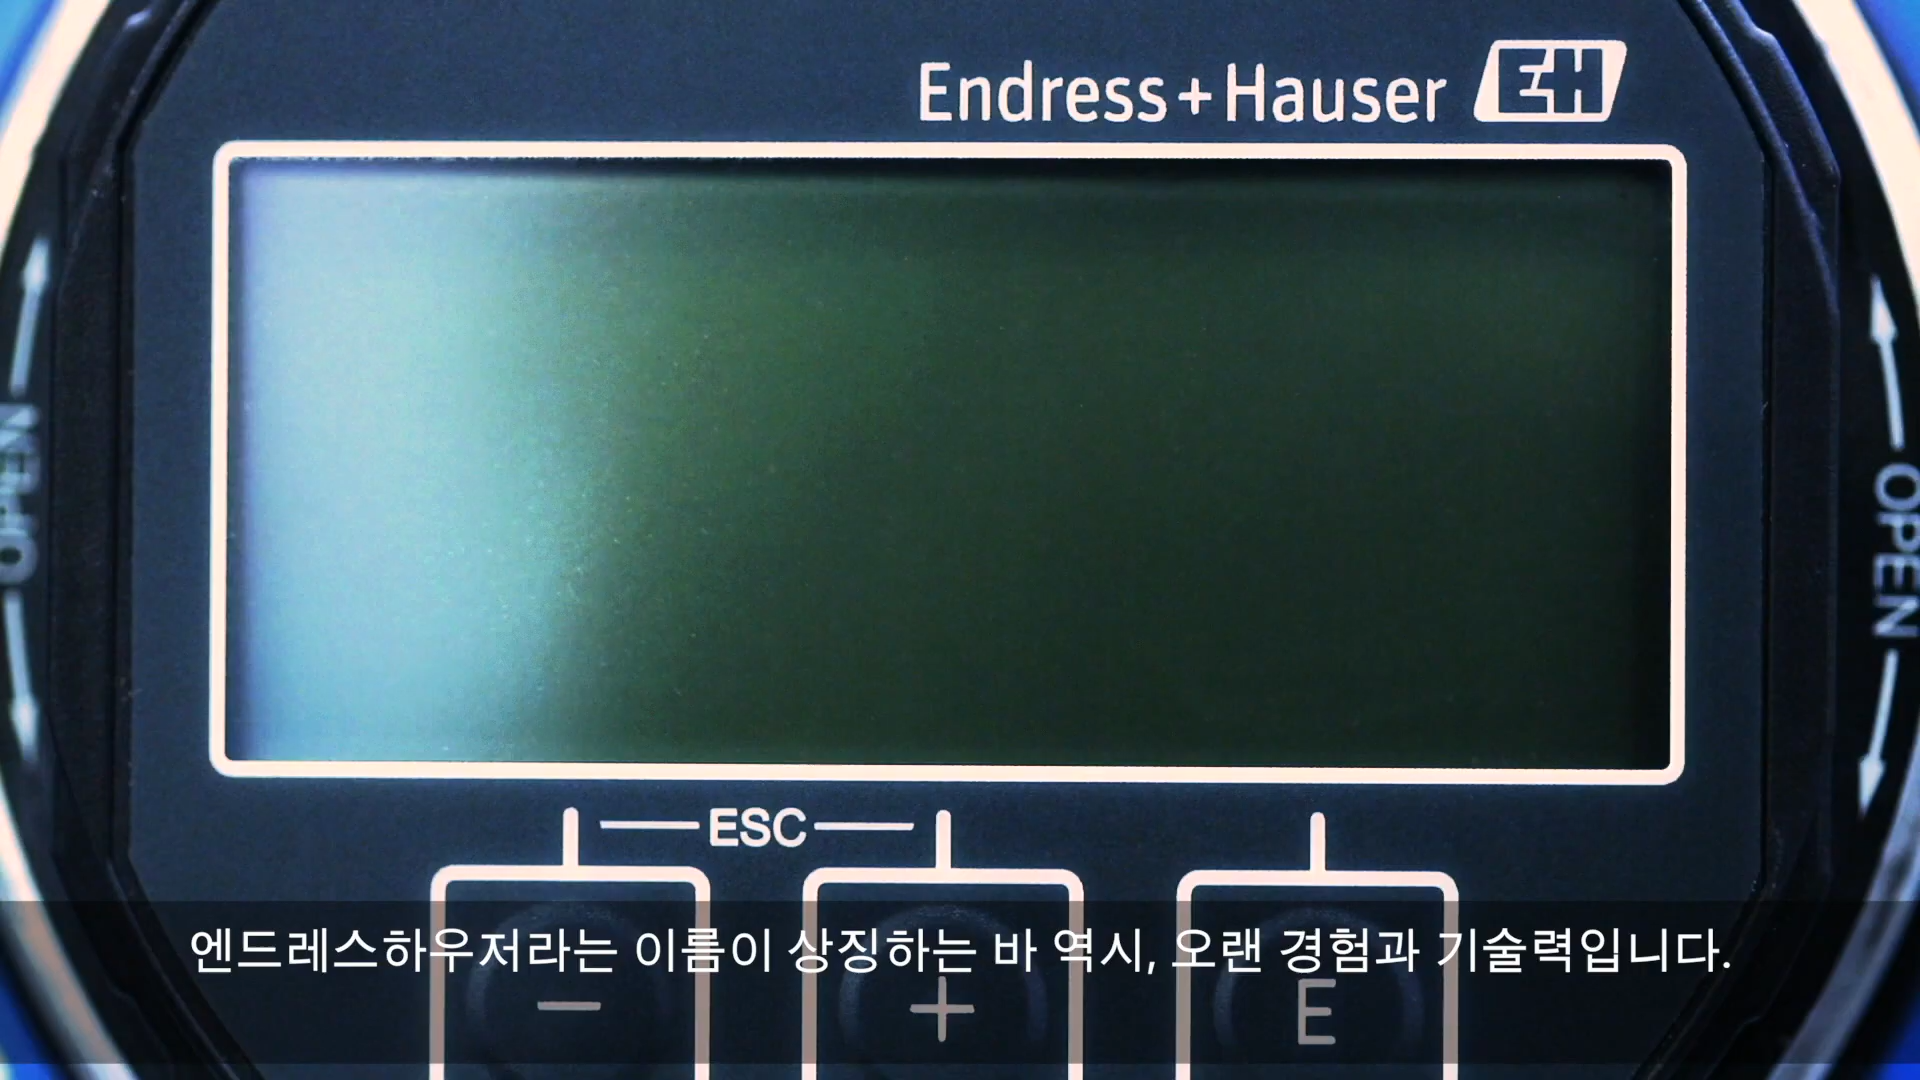 Endress+Hauser EH
OPEN
OPEN
ESC
엔드레스하우저라는 이름이 상징하는 바 역시, 오랜 경험과 기술력입니다.
− + E